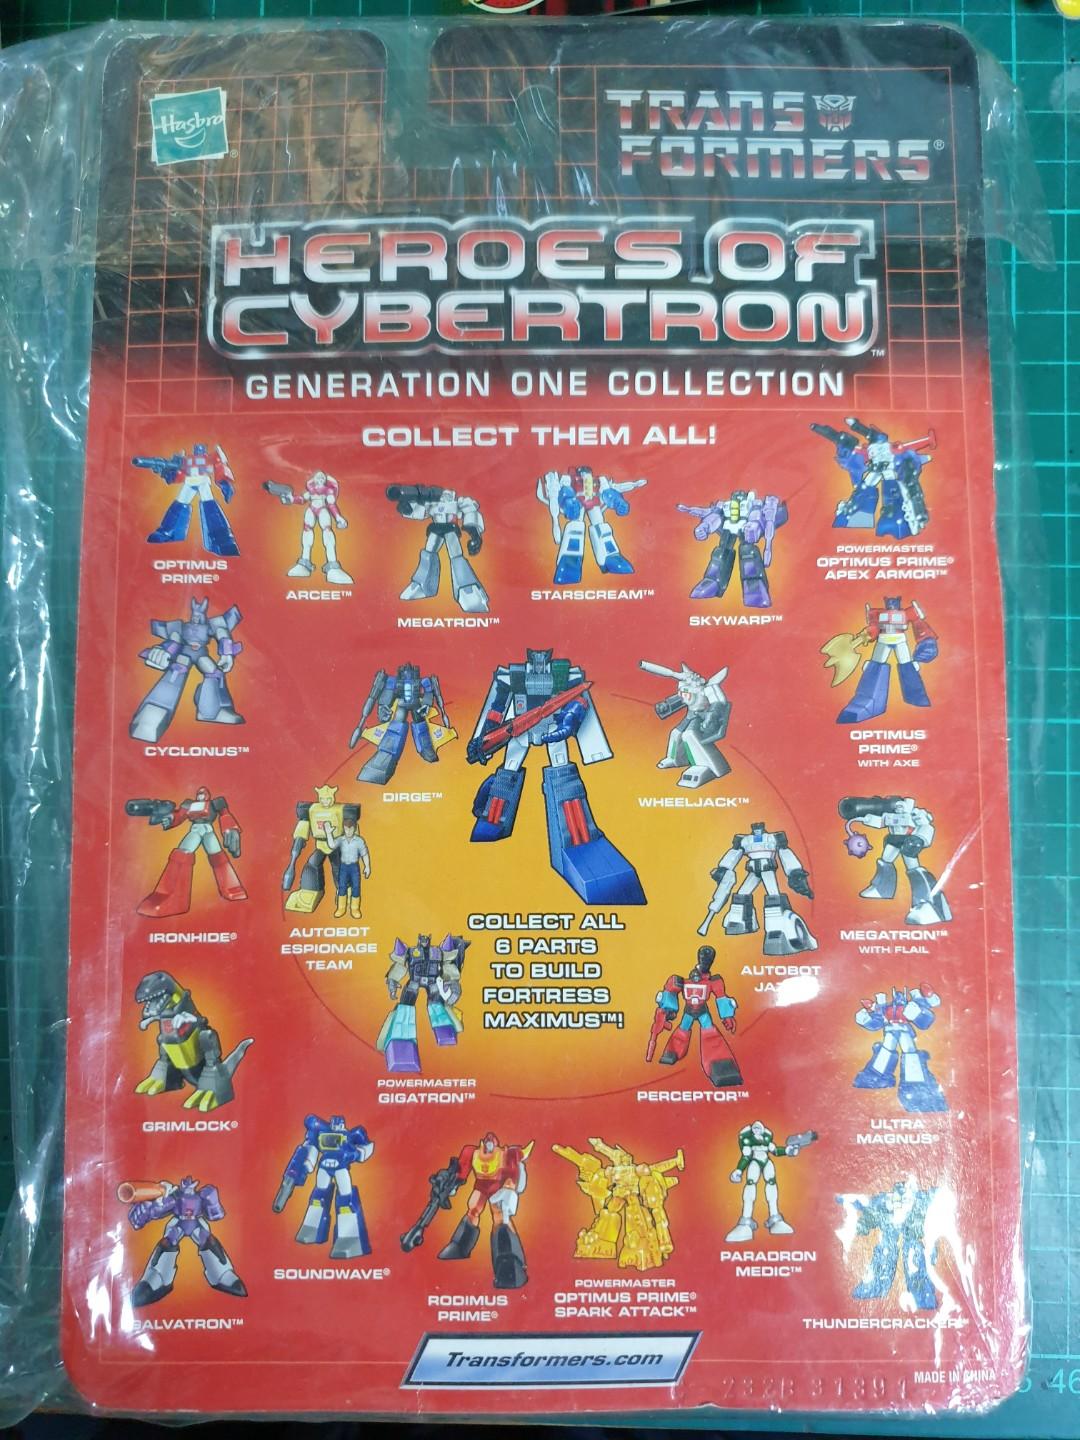 Hasbro®
TRANS
FORMERS®
HEROES OF
CYBERTRON™
GENERATION ONE COLLECTION
COLLECT THEM ALL!
OPTIMUS
PRIME®
ARCEE™
MEGATRON™
STARSCREAM™
SKYWARP™
POWERMASTER
OPTIMUS PRIME®
APEX ARMOR™
CYCLONUS™
DIRGE™
WHEELJACK™
OPTIMUS
PRIME®
WITH AXE
IRONHIDE®
AUTOBOT
ESPIONAGE
TEAM
COLLECT ALL
6 PARTS
TO BUILD
FORTRESS
MAXIMUS™!
AUTOBOT
MEGATRON™
WITH FLAIL
GRIMLOCK®
POWERMASTER
GIGATRON™
PERCEPTOR™
ULTRA
MAGNUS®
GALVATRON™
SOUNDWAVE®
RODIMUS
PRIME®
POWERMASTER
OPTIMUS PRIME®
SPARK ATTACK™
PARADRON
MEDIC™
THUNDERCRACKER™
Transformers.com
MADE IN CHINA
46